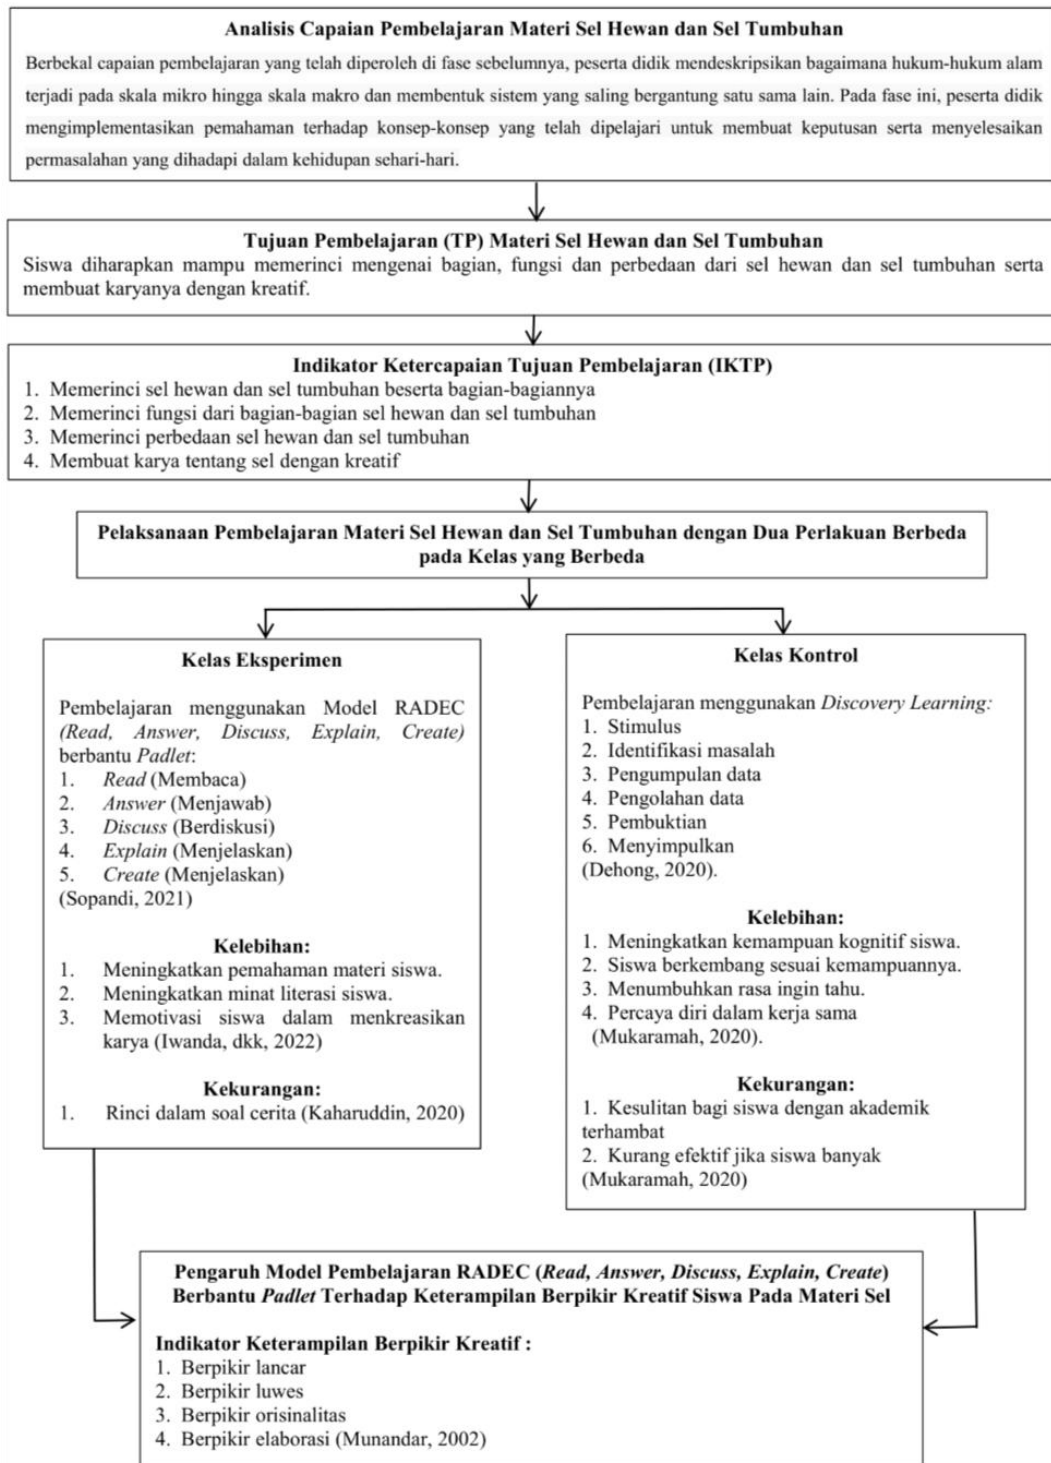 Analisis Capaian Pembelajaran Materi Sel Hewan dan Sel Tumbuhan
Berbekal capaian pembelajaran yang telah diperoleh di fase sebelumnya, peserta didik mendeskripsikan bagaimana hukum-hukum alam
terjadi pada skala mikro hingga skala makro dan membentuk sistem yang saling bergantung satu sama lain. Pada fase ini, peserta didik
mengimplementasikan pemahaman terhadap konsep-konsep yang telah dipelajari untuk membuat keputusan serta menyelesaikan
permasalahan yang dihadapi dalam kehidupan sehari-hari.
Tujuan Pembelajaran (TP) Materi Sel Hewan dan Sel Tumbuhan
Siswa diharapkan mampu memerinci mengenai bagian, fungsi dan perbedaan dari sel hewan dan sel tumbuhan serta
membuat karyanya dengan kreatif.
Indikator Ketercapaian Tujuan Pembelajaran (IKTP)
1. Memerinci sel hewan dan sel tumbuhan beserta bagian-bagiannya
2. Memerinci fungsi dari bagian-bagian sel hewan dan sel tumbuhan
3. Memerinci perbedaan sel hewan dan sel tumbuhan
4. Membuat karya tentang sel dengan kreatif
Pelaksanaan Pembelajaran Materi Sel Hewan dan Sel Tumbuhan dengan Dua Perlakuan Berbeda
pada Kelas yang Berbeda
Kelas Eksperimen
Pembelajaran menggunakan Model RADEC
(Read, Answer, Discuss, Explain, Create)
berbantu Padlet:
1. Read (Membaca)
2. Answer (Menjawab)
3. Discuss (Berdiskusi)
4. Explain (Menjelaskan)
5. Create (Menjelaskan)
(Sopandi, 2021)
Kelebihan:
1. Meningkatkan pemahaman materi siswa.
2. Meningkatkan minat literasi siswa.
3. Memotivasi siswa dalam menkreasikan
karya (Iwanda, dkk, 2022)
Kekurangan:
1. Rinci dalam soal cerita (Kaharuddin, 2020)
Kelas Kontrol
Pembelajaran menggunakan Discovery Learning:
1. Stimulus
2. Identifikasi masalah
3. Pengumpulan data
4. Pengolahan data
5. Pembuktian
6. Menyimpulkan
(Dehong, 2020).
Kelebihan:
1. Meningkatkan kemampuan kognitif siswa.
2. Siswa berkembang sesuai kemampuannya.
3. Menumbuhkan rasa ingin tahu.
4. Percaya diri dalam kerja sama
(Mukaramah, 2020).
Kekurangan:
1. Kesulitan bagi siswa dengan akademik
terhambat
2. Kurang efektif jika siswa banyak
(Mukaramah, 2020)
Pengaruh Model Pembelajaran RADEC (Read, Answer, Discuss, Explain, Create)
Berbantu Padlet Terhadap Keterampilan Berpikir Kreatif Siswa Pada Materi Sel
Indikator Keterampilan Berpikir Kreatif :
1. Berpikir lancar
2. Berpikir luwes
3. Berpikir orisinalitas
4. Berpikir elaborasi (Munandar, 2002)